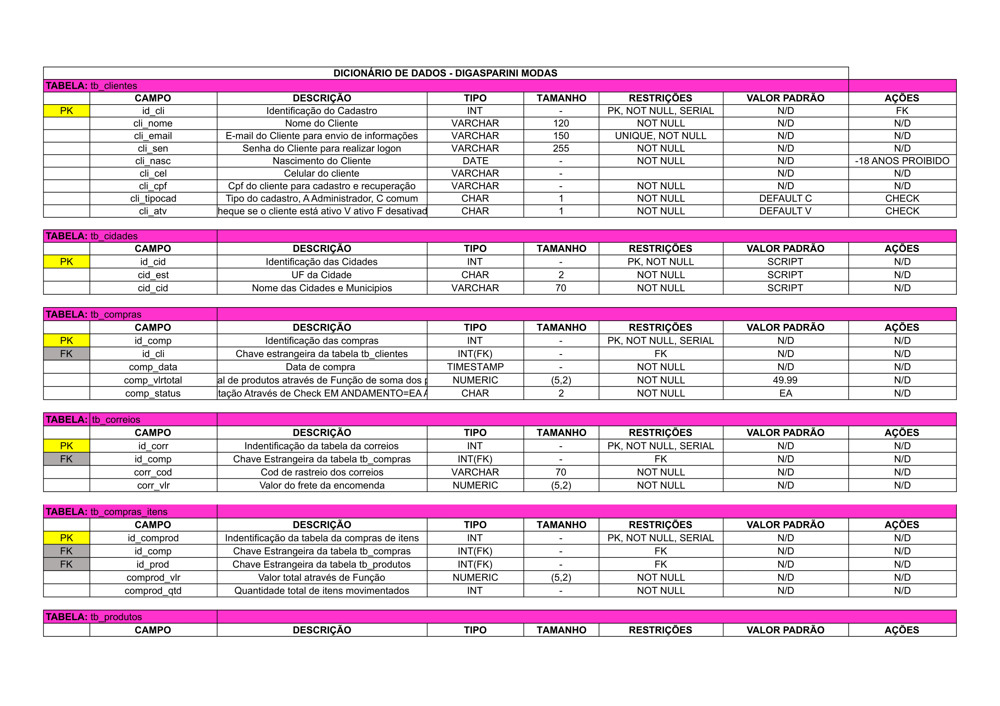 DICIONÁRIO DE DADOS - DIGASPARINI MODAS
TABELA: tb_clientes
CAMPO DESCRIÇÃO TIPO TAMANHO RESTRIÇÕES VALOR PADRÃO AÇÕES
PK id_cli Identificação do Cadastro INT - PK, NOT NULL, SERIAL N/D FK
cli_nome Nome do Cliente VARCHAR 120 NOT NULL N/D N/D
cli_email E-mail do Cliente para envio de informações VARCHAR 150 UNIQUE, NOT NULL N/D N/D
cli_sen Senha do Cliente para realizar logon VARCHAR 255 NOT NULL N/D N/D
cli_nasc Nascimento do Cliente DATE - NOT NULL N/D -18 ANOS PROIBIDO
cli_cel Celular do cliente VARCHAR - N/D N/D
cli_cpf Cpf do cliente para cadastro e recuperação VARCHAR - NOT NULL N/D N/D
cli_tipocad Tipo do cadastro, A Administrador, C comum CHAR 1 NOT NULL DEFAULT C CHECK
cli_atv heque se o cliente está ativo V ativo F desativad CHAR 1 NOT NULL DEFAULT V CHECK
TABELA: tb_cidades
CAMPO DESCRIÇÃO TIPO TAMANHO RESTRIÇÕES VALOR PADRÃO AÇÕES
PK id_cid Identificação das Cidades INT - PK, NOT NULL SCRIPT N/D
cid_est UF da Cidade CHAR 2 NOT NULL SCRIPT N/D
cid_cid Nome das Cidades e Municipios VARCHAR 70 NOT NULL SCRIPT N/D
TABELA: tb_compras
CAMPO DESCRIÇÃO TIPO TAMANHO RESTRIÇÕES VALOR PADRÃO AÇÕES
PK id_comp Identificação das compras INT - PK, NOT NULL, SERIAL N/D N/D
FK id_cli Chave estrangeira da tabela tb_clientes INT(FK) - FK N/D N/D
comp_data Data de compra TIMESTAMP - NOT NULL N/D N/D
comp_vlrtotal al de produtos através de Função de soma dos p NUMERIC (5,2) NOT NULL 49.99 N/D
comp_status tação Através de Check EM ANDAMENTO=EA A CHAR 2 NOT NULL EA N/D
TABELA: tb_correios
CAMPO DESCRIÇÃO TIPO TAMANHO RESTRIÇÕES VALOR PADRÃO AÇÕES
PK id_corr Indentificação da tabela da correios INT - PK, NOT NULL, SERIAL N/D N/D
FK id_comp Chave Estrangeira da tabela tb_compras INT(FK) - FK N/D N/D
corr_cod Cod de rastreio dos correios VARCHAR 70 NOT NULL N/D N/D
corr_vlr Valor do frete da encomenda NUMERIC (5,2) NOT NULL N/D N/D
TABELA: tb_compras_itens
CAMPO DESCRIÇÃO TIPO TAMANHO RESTRIÇÕES VALOR PADRÃO AÇÕES
PK id_comprod Indentificação da tabela da compras de itens INT - PK, NOT NULL, SERIAL N/D N/D
FK id_comp Chave Estrangeira da tabela tb_compras INT(FK) - FK N/D N/D
FK id_prod Chave Estrangeira da tabela tb_produtos INT(FK) - FK N/D N/D
comprod_vlr Valor total através de Função NUMERIC (5,2) NOT NULL N/D N/D
comprod_qtd Quantidade total de itens movimentados INT - NOT NULL N/D N/D
TABELA: tb_produtos
CAMPO DESCRIÇÃO TIPO TAMANHO RESTRIÇÕES VALOR PADRÃO AÇÕES